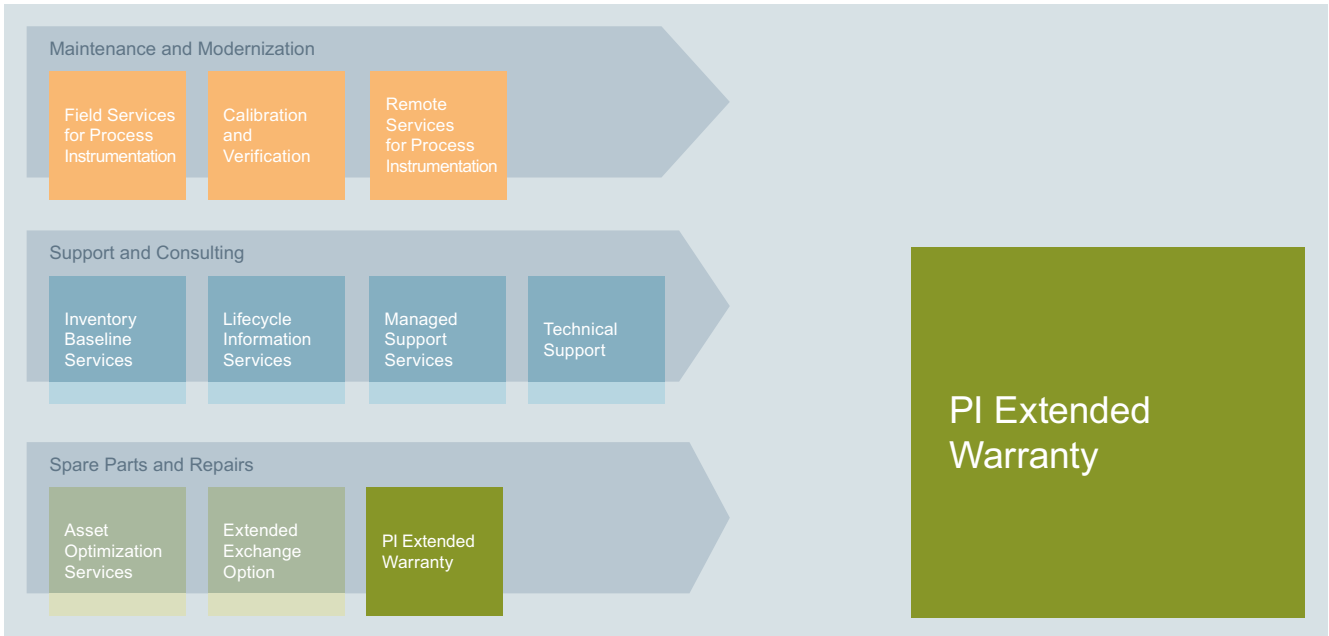 Maintenance and Modernization
Field Services
for Process
Instrumentation
Calibration
and
Verification
Remote
Services
for Process
Instrumentation
Support and Consulting
Inventory
Baseline
Services
Lifecycle
Information
Services
Managed
Support
Services
Technical
Support
Spare Parts and Repairs
Asset
Optimization
Services
Extended
Exchange
Option
PI Extended
Warranty
PI Extended
Warranty